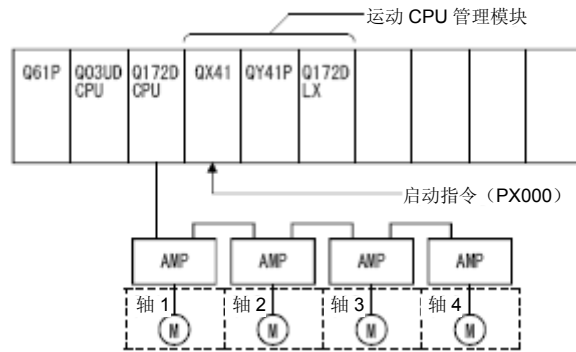 运动 CPU 管理模块
Q61P
Q03UD
CPU
Q172D
CPU
QX41
QY41P
Q172D
LX
启动指令（PX000）
AMP
AMP
AMP
AMP
轴 1
轴 2
轴 3
轴 4
M
M
M
M